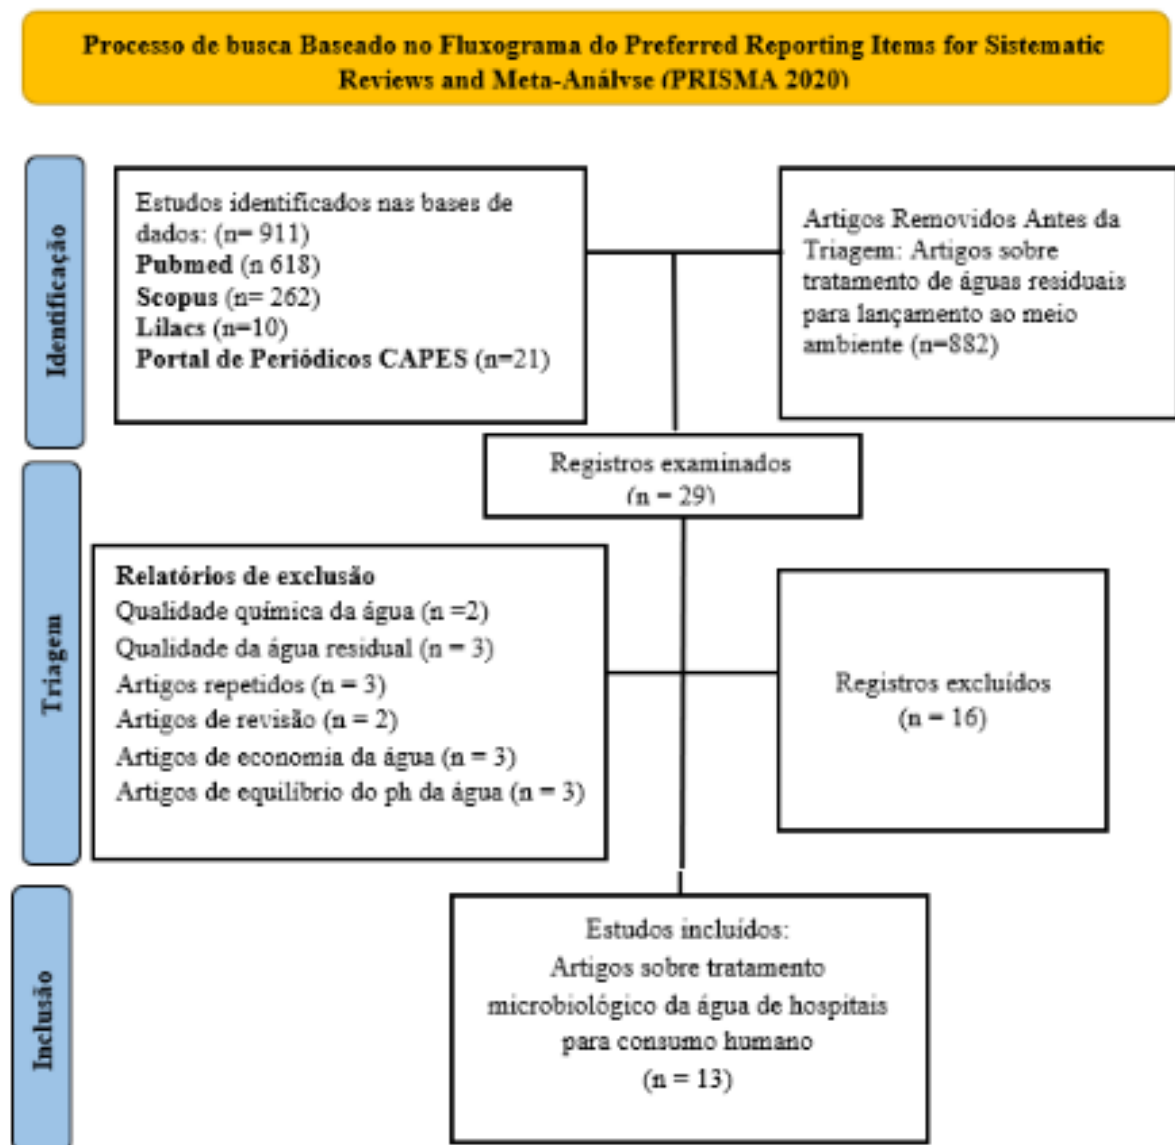 Processo de busca Baseado no Fluxograma do Preferred Reporting Items for Sistematic
Reviews and Meta-Anályse (PRISMA 2020)
Identificação
Estudos identificados nas bases de
dados: (n= 911)
Pubmed (n 618)
Scopus (n= 262)
Lilacs (n=10)
Portal de Periódicos CAPES (n=21)
Artigos Removidos Antes da
Triagem: Artigos sobre
tratamento de águas residuais
para lançamento ao meio
ambiente (n=882)
Registros examinados
(n = 29)
Triagem
Relatórios de exclusão
Qualidade química da água (n =2)
Qualidade da água residual (n = 3)
Artigos repetidos (n = 3)
Artigos de revisão (n = 2)
Artigos de economia da água (n = 3)
Artigos de equilíbrio do ph da água (n = 3)
Registros excluídos
(n = 16)
Inclusão
Estudos incluídos:
Artigos sobre tratamento
microbiológico da água de hospitais
para consumo humano
(n = 13)